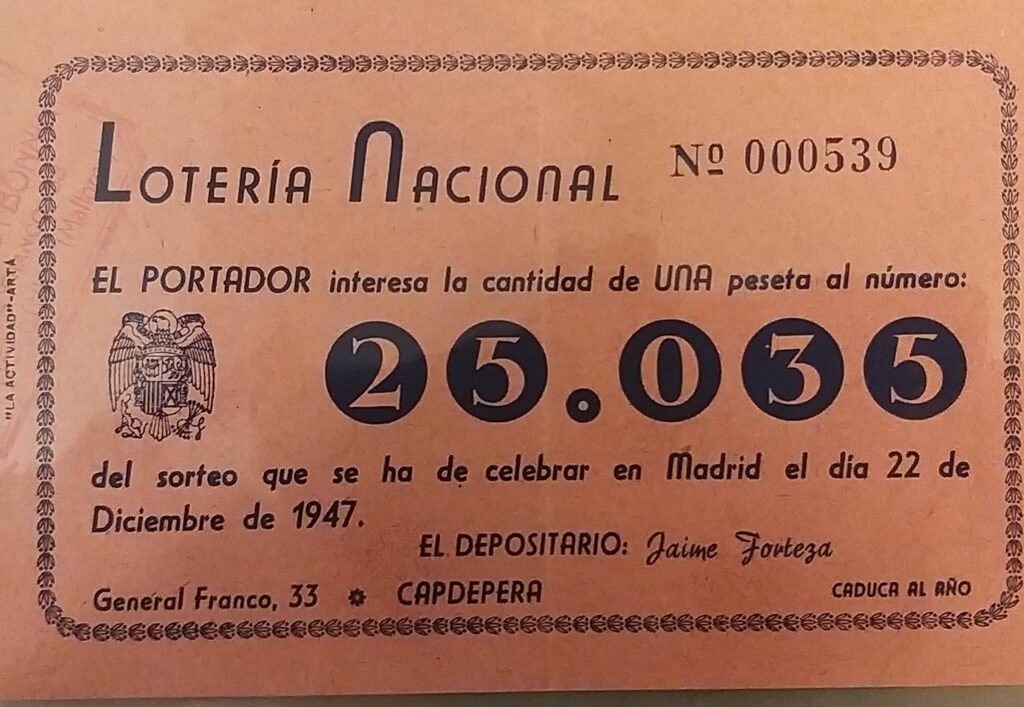 LOTERÍA NACIONAL Nº 000539
EL PORTADOR interesa la cantidad de UNA peseta al número:
25.035
del sorteo que se ha de celebrar en Madrid el día 22 de
Diciembre de 1947.
EL DEPOSITARIO: Jaime Forteza
General Franco, 33 CAPDEPERA CADUCA AL AÑO
"LA ACTIVIDAD"-ARTÁ